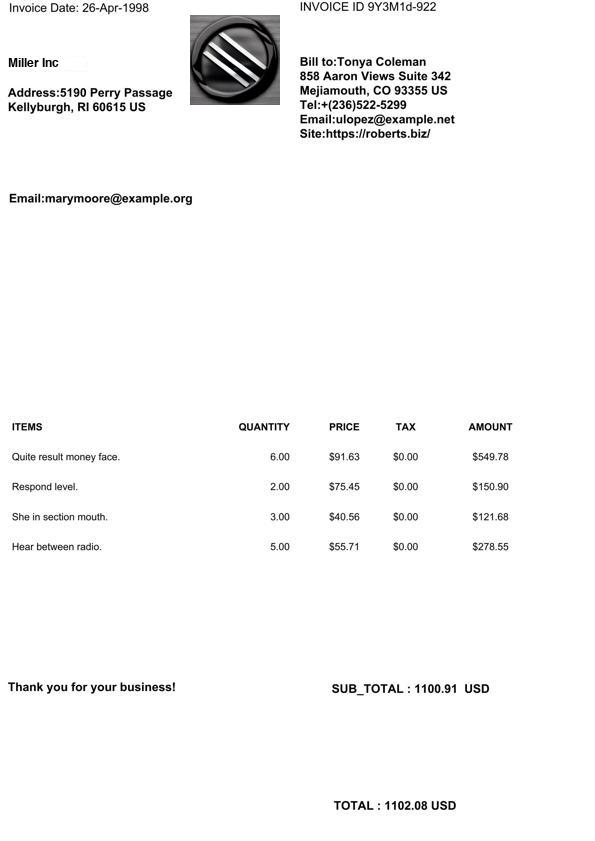 Invoice Date: 26-Apr-1998
INVOICE ID 9Y3M1d-922
Miller Inc
Address:5190 Perry Passage
Kellyburgh, RI 60615 US
Bill to:Tonya Coleman
858 Aaron Views Suite 342
Mejiamouth, CO 93355 US
Tel:+(236)522-5299
Email:ulopez@example.net
Site:https://roberts.biz/
Email:marymoore@example.org
ITEMS QUANTITY PRICE TAX AMOUNT
Quite result money face. 6.00 $91.63 $0.00 $549.78
Respond level. 2.00 $75.45 $0.00 $150.90
She in section mouth. 3.00 $40.56 $0.00 $121.68
Hear between radio. 5.00 $55.71 $0.00 $278.55
Thank you for your business!
SUB_TOTAL : 1100.91 USD
TOTAL : 1102.08 USD